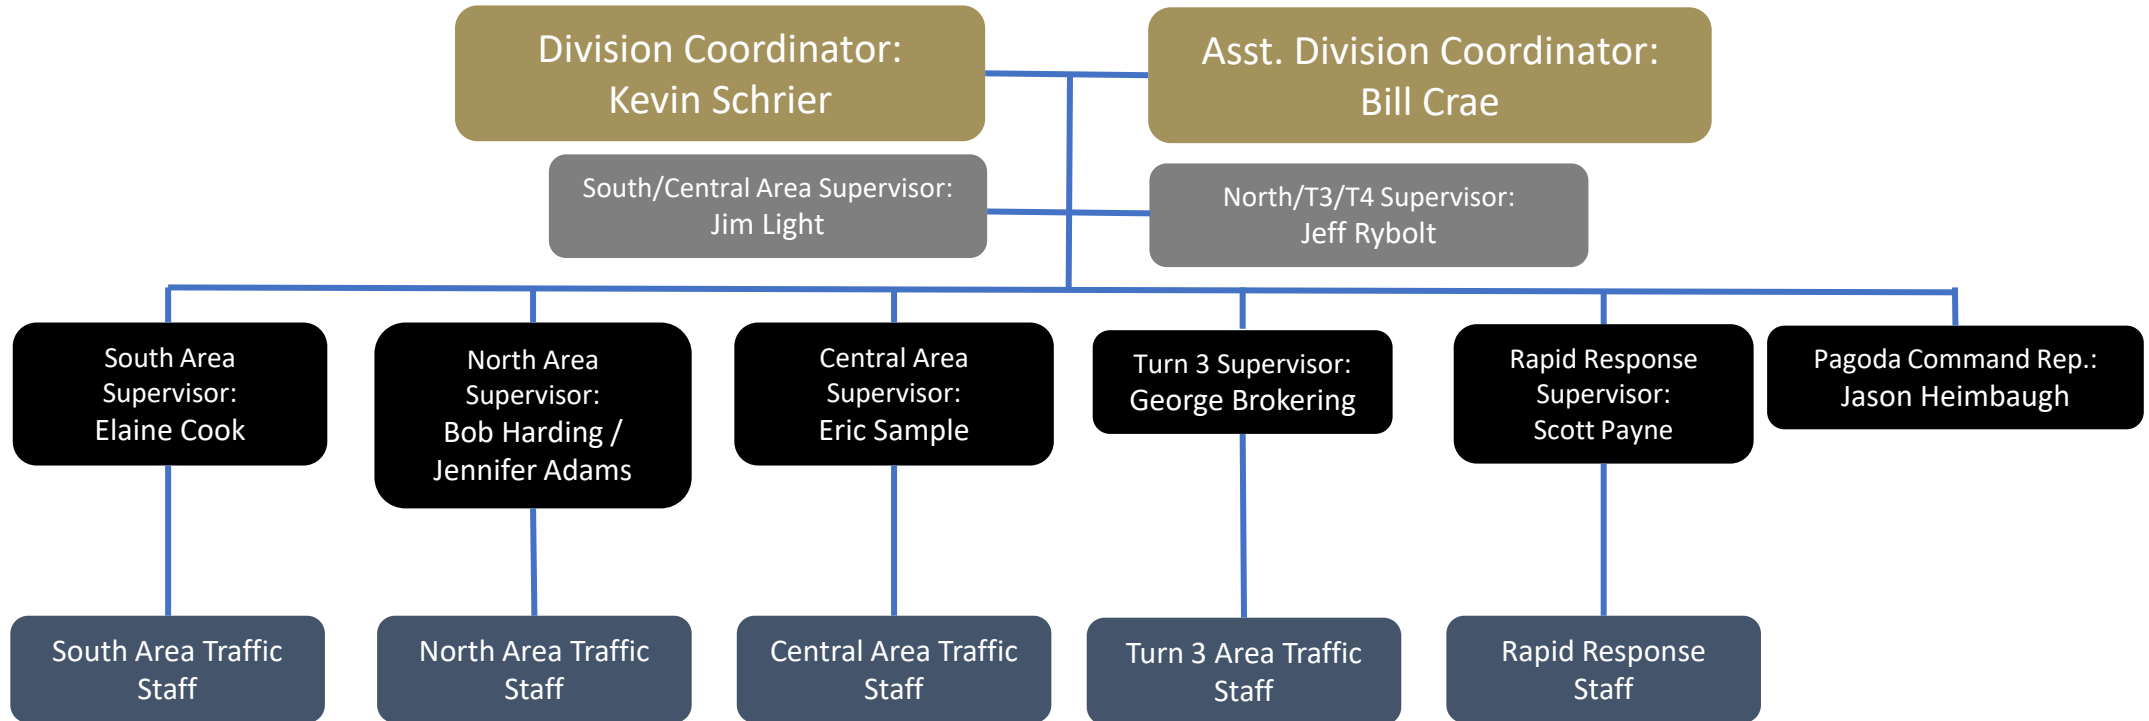 Division Coordinator:
Kevin Schrier
Asst. Division Coordinator:
Bill Crae
South/Central Area Supervisor:
Jim Light
North/T3/T4 Supervisor:
Jeff Rybolt
South Area
Supervisor:
Elaine Cook
North Area
Supervisor:
Bob Harding /
Jennifer Adams
Central Area
Supervisor:
Eric Sample
Turn 3 Supervisor:
George Brokering
Rapid Response
Supervisor:
Scott Payne
Pagoda Command Rep.:
Jason Heimbaugh
South Area Traffic
Staff
North Area Traffic
Staff
Central Area Traffic
Staff
Turn 3 Area Traffic
Staff
Rapid Response
Staff